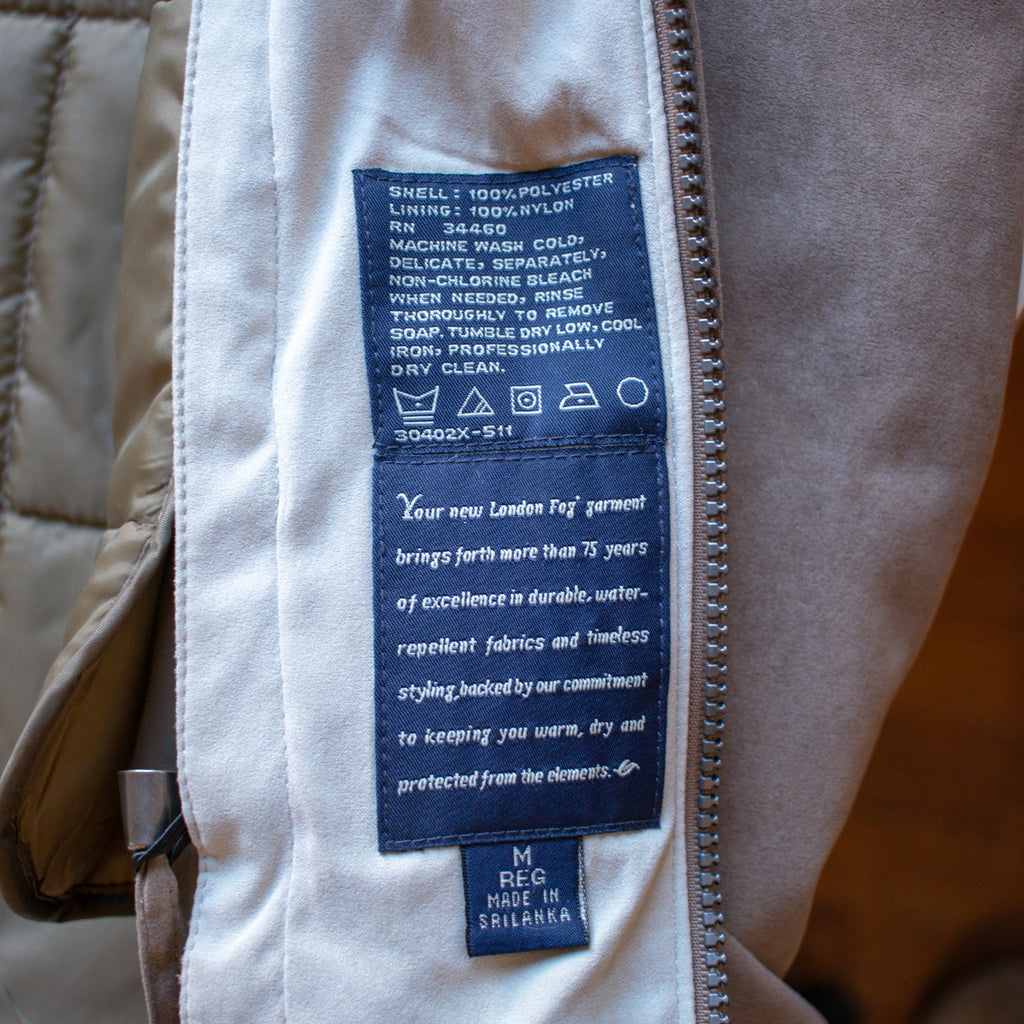 SHELL: 100% POLYESTER
LINING: 100% NYLON
RN 34460
MACHINE WASH COLD,
DELICATE, SEPARATELY,
NON-CHLORINE BLEACH
WHEN NEEDED, RINSE
THOROUGHLY TO REMOVE
SOAP. TUMBLE DRY LOW, COOL
IRON, PROFESSIONALLY
DRY CLEAN.
30402X-511
Your new London Fog® garment
brings forth more than 75 years
of excellence in durable, water-
repellent fabrics and timeless
styling, backed by our commitment
to keeping you warm, dry and
protected from the elements.
M
REG
MADE IN
SRILANKA